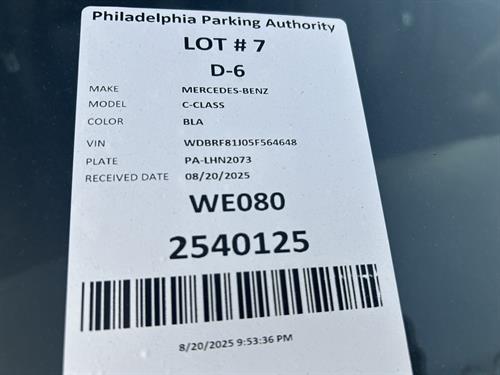 Philadelphia Parking Authority
LOT # 7
D-6
MAKE MERCEDES-BENZ
MODEL C-CLASS
COLOR BLA
VIN WDBRF81J05F564648
PLATE PA-LHN2073
RECEIVED DATE 08/20/2025
WE080
2540125
8/20/2025 9:53:36 PM